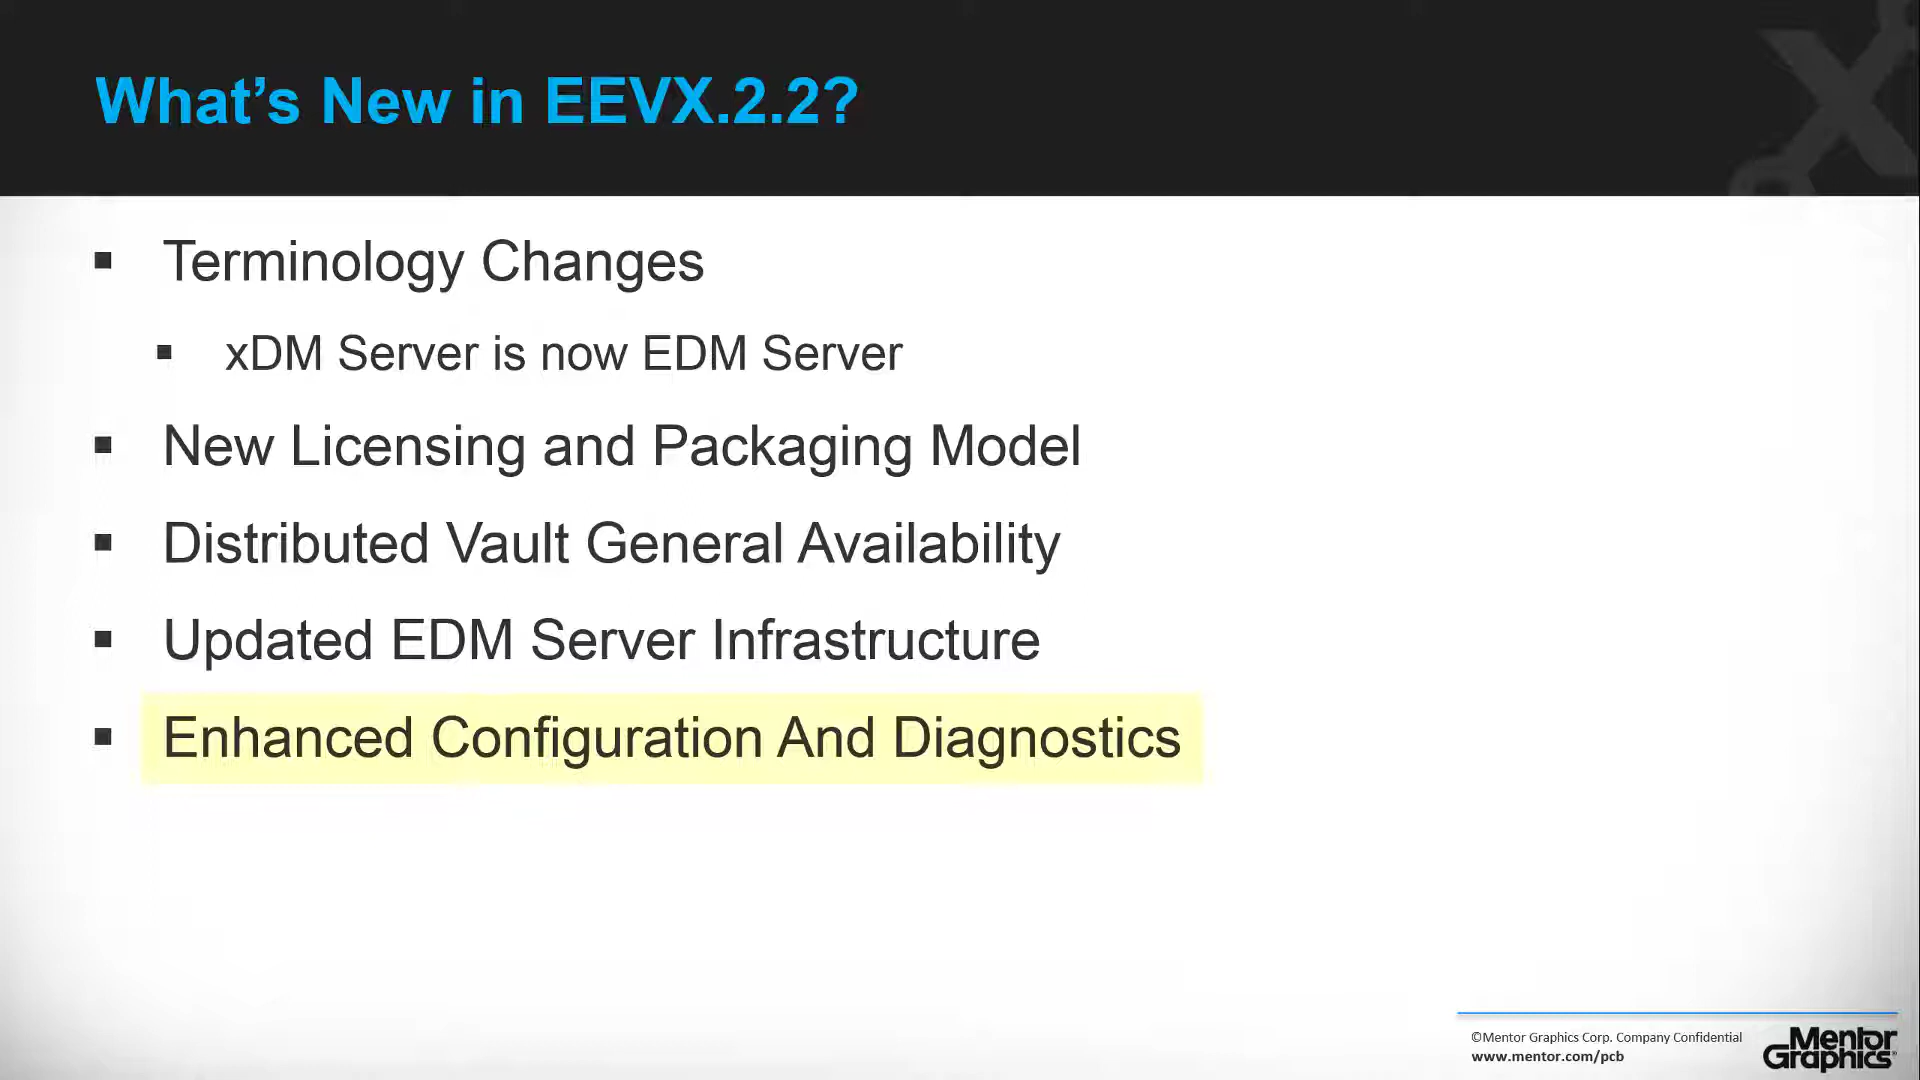 What's New in EEVX.2.2?
▪ Terminology Changes
▪ xDM Server is now EDM Server
▪ New Licensing and Packaging Model
▪ Distributed Vault General Availability
▪ Updated EDM Server Infrastructure
▪ Enhanced Configuration And Diagnostics
©Mentor Graphics Corp. Company Confidential
www.mentor.com/pcb
Mentor
Graphics